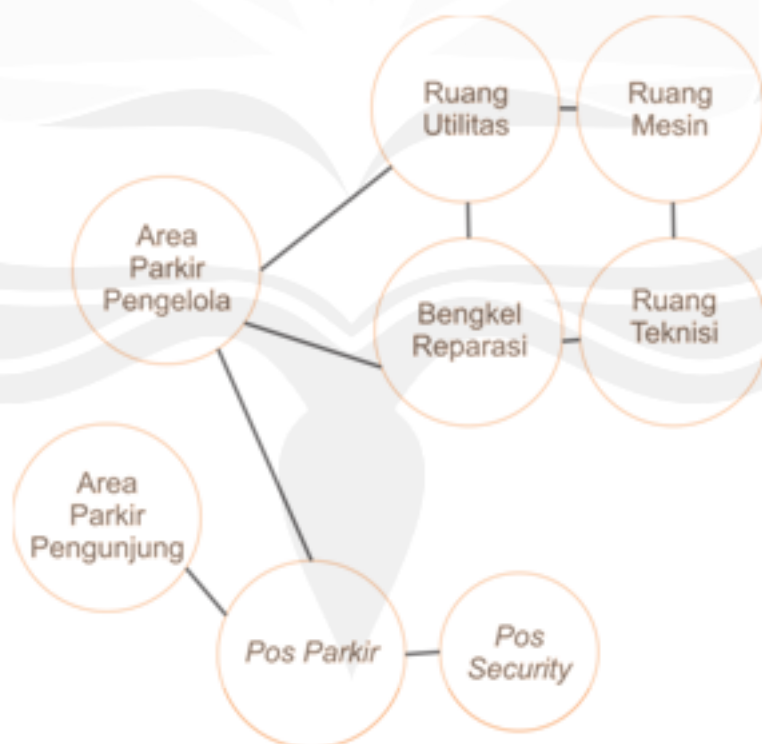 Ruang
Utilitas
Ruang
Mesin
Area
Parkir
Pengelola
Bengkel
Reparasi
Ruang
Teknisi
Area
Parkir
Pengunjung
Pos Parkir
Pos
Security